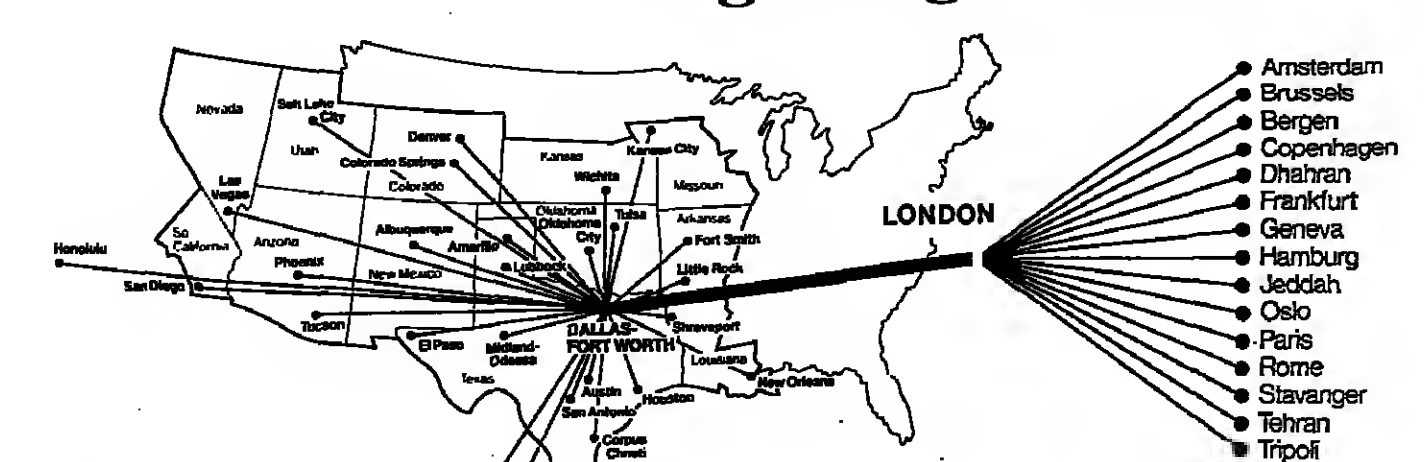 Nevada
Salt Lake
City
Utah
Denver
Colorado Springs
Colorado
Kansas
Kansas City
Wichita
Missouri
Las
Vegas
So
California
Arizona
Albuquerque
Amarillo
Oklahoma
Oklahoma
City
Tulsa
Arkansas
Fort Smith
Honolulu
Phoenix
New Mexico
Lubbock
Little Rock
San Diego
Tucson
El Paso
Midland-
Odessa
Texas
DALLAS-
FORT WORTH
Shreveport
Louisiana
New Orleans
Austin
San Antonio
Houston
Corpus
Christi
LONDON
Amsterdam
Brussels
Bergen
Copenhagen
Dhahran
Frankfurt
Geneva
Hamburg
Jeddah
Oslo
Paris
Rome
Stavanger
Tehran
Tripoli